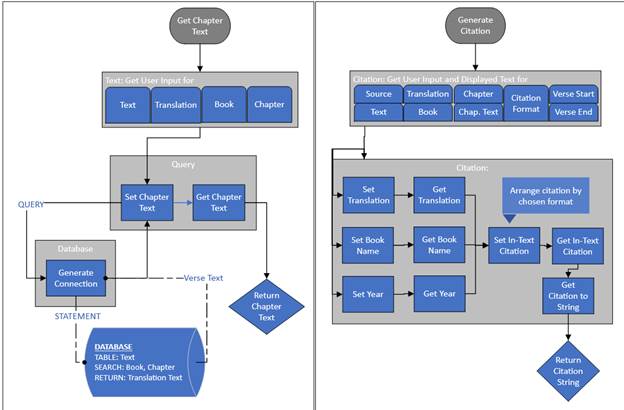 Get Chapter
Text
Text: Get User Input for
Text
Translation
Book
Chapter
Query
Set Chapter
Text
Get Chapter
Text
QUERY
Database
Generate
Connection
Verse Text
STATEMENT
Return
Chapter
Text
DATABASE
TABLE: Text
SEARCH: Book, Chapter
RETURN: Translation Text
Generate
Citation
Citation: Get User Input and Displayed Text for
Source
Translation
Chapter
Citation
Format
Verse Start
Text
Book
Chap. Text
Verse End
Citation:
Set
Translation
Get
Translation
Arrange citation by
chosen format
Set Book
Name
Get Book
Name
Set In-Text
Citation
Get In-Text
Citation
Set Year
Get Year
Get
Citation to
String
Return
Citation
String